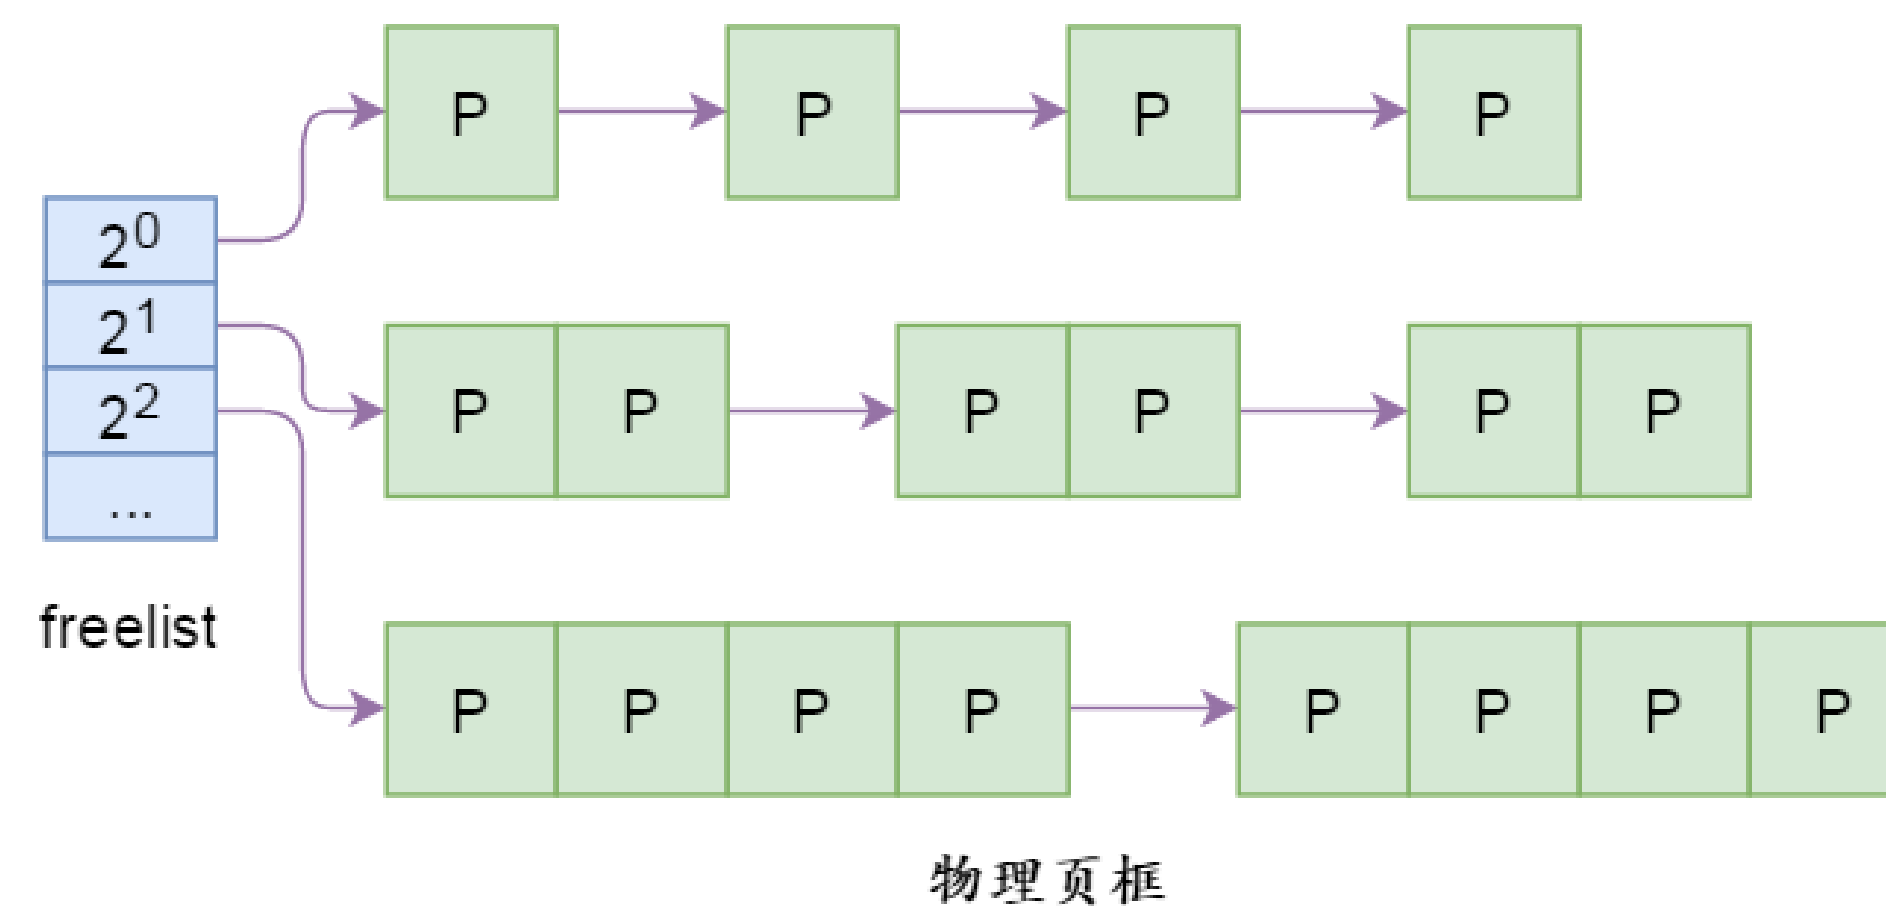 P P P P
2^0
2^1
2^2
...
P P P P P P
freelist
P P P P P P P P
物理页框